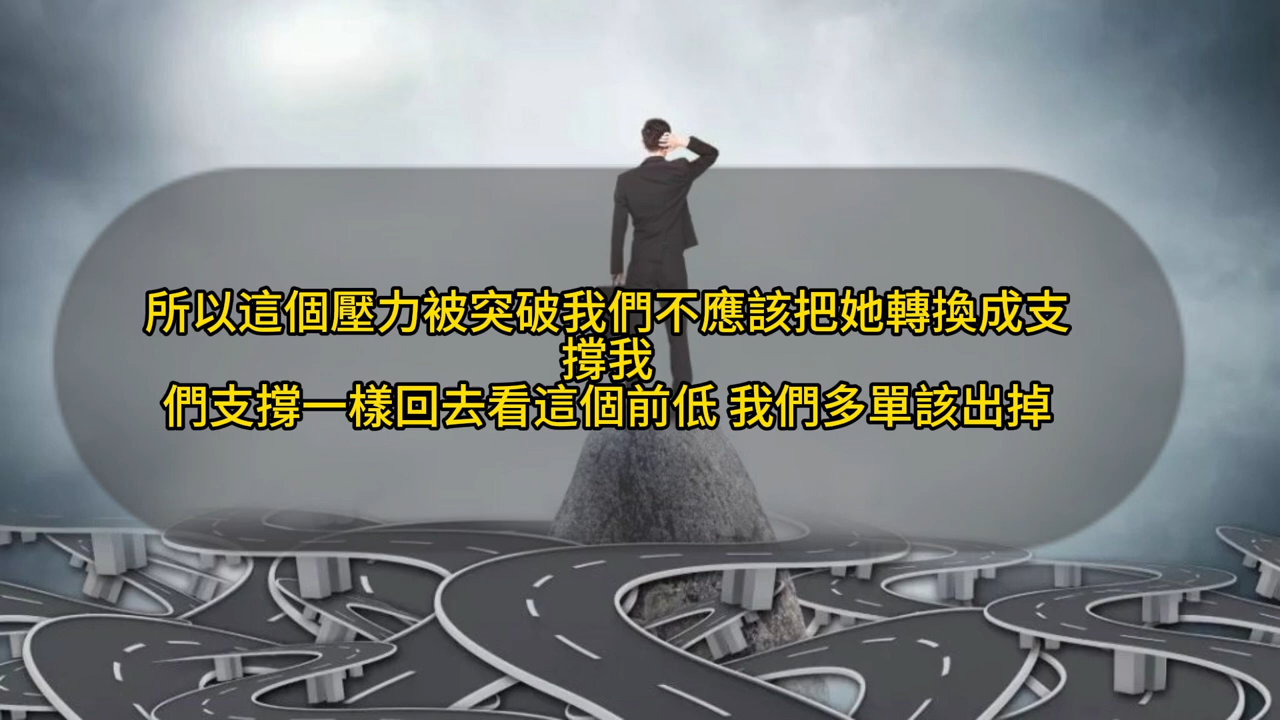 所以這個壓力被突破我們不應該把她轉換成支
撐我
們支撐一樣回去看這個前低 我們多單該出掉